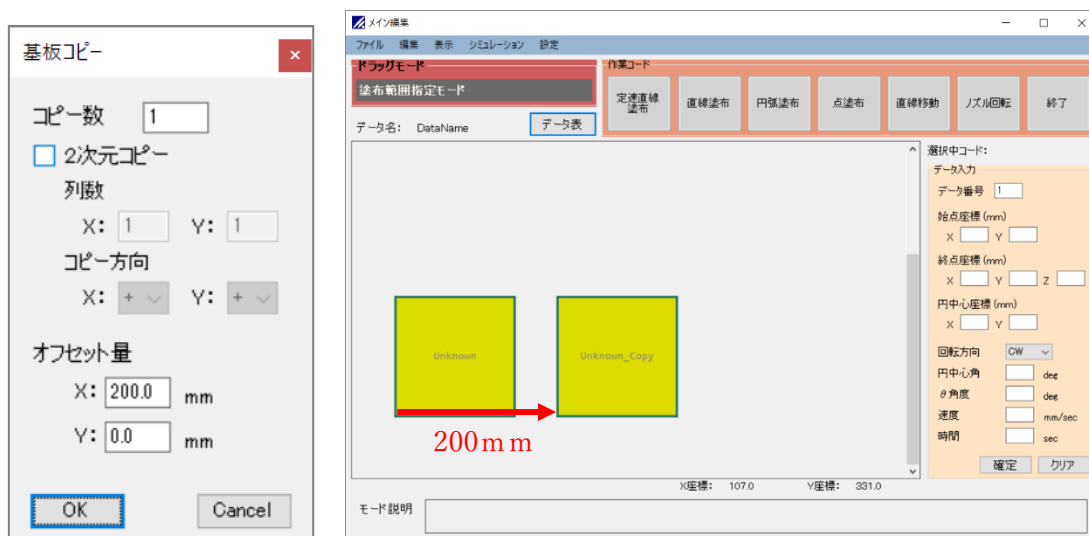 基板コピー
コピー数 1
2次元コピー
列数
X: 1 Y: 1
コピー方向
X: + Y: +
オフセット量
X: 200.0 mm
Y: 0.0 mm
OK Cancel
メイン編集
ファイル 編集 表示 シミュレーション 設定
ドラッグモード
塗布範囲指定モード
データ名: DataName データ表
作業コード
定速直線
塗布
直線塗布 円弧塗布 点塗布 直線移動 ノズル回転 終了
Unknown Unknown_Copy
200mm
選択中コード:
データ入力
データ番号 1
始点座標 (mm)
X Y
終点座標 (mm)
X Y Z
円中心座標 (mm)
X Y
回転方向 CW
円中心角 deg
θ角度 deg
速度 mm/sec
時間 sec
確定 クリア
X座標: 107.0 Y座標: 331.0
モード説明